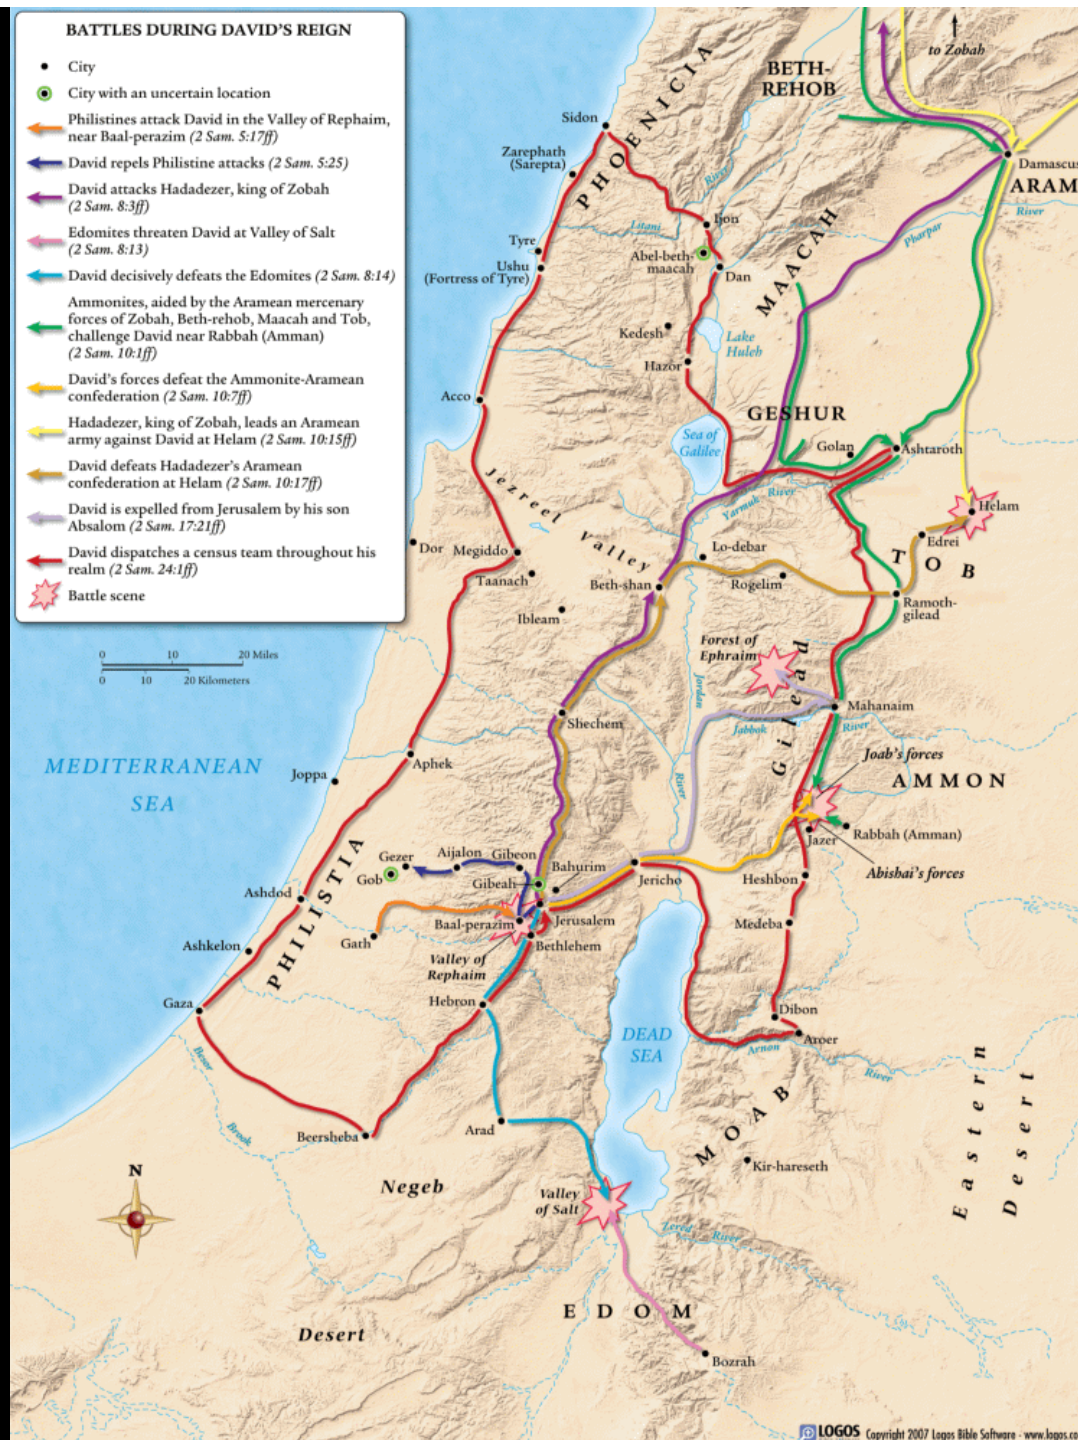 BATTLES DURING DAVID'S REIGN
City
City with an uncertain location
Philistines attack David in the Valley of Rephaim,
near Baal-perazim (2 Sam. 5:17ff)
David repels Philistine attacks (2 Sam. 5:25)
David attacks Hadadezer, king of Zobah
(2 Sam. 8:3ff)
Edomites threaten David at Valley of Salt
(2 Sam. 8:13)
David decisively defeats the Edomites (2 Sam. 8:14)
Ammonites, aided by the Aramean mercenary
forces of Zobah, Beth-rehob, Maacah and Tob,
challenge David near Rabbah (Amman)
(2 Sam. 10:1ff)
David's forces defeat the Ammonite-Aramean
confederation (2 Sam. 10:7ff)
Hadadezer, king of Zobah, leads an Aramean
army against David at Helam (2 Sam. 10:15ff)
David defeats Hadadezer's Aramean
confederation at Helam (2 Sam. 10:17ff)
David is expelled from Jerusalem by his son
Absalom (2 Sam. 17:21ff)
David dispatches a census team throughout his
realm (2 Sam. 24:1ff)
Battle scene
0 10 20 Miles
0 10 20 Kilometers
to Zobah
BETH-
REHOB
PHOENICIA
Sidon
Zarephath
(Sarepta)
Damascus
ARAM
River
Pharpar
River
Litani
Ijon
Tyre
Ushu
(Fortress of Tyre)
Abel-beth-
maacah
Dan
MAACAH
Kedesh
Lake
Huleh
Hazor
Acco
GESHUR
Sea of
Galilee
Golan
Ashtaroth
Jezreel
Valley
Yarmuk River
Helam
Edrei
TOB
Dor
Megiddo
Taanach
Lo-debar
Beth-shan
Rogelim
Ramoth-
gilead
Ibleam
Forest of
Ephraim
Gilead
Jordan
River
Shechem
Mahanaim
Jabbok
River
Joab's forces
AMMON
MEDITERRANEAN
SEA
Joppa
Aphek
Jazer
Rabbah (Amman)
Abishai's forces
Gezer
Aijalon
Gibeon
Bahurim
Gob
Gibeah
Jericho
Heshbon
PHILISTIA
Ashdod
Baal-perazim
Jerusalem
Medeba
Ashkelon
Gath
Bethlehem
Valley of
Rephaim
Gaza
Hebron
Dibon
DEAD
SEA
Aroer
Arnon
River
Besor
Brook
Beersheba
Arad
MOAB
Kir-hareseth
Eastern
Desert
N
Negeb
Valley
of Salt
Zered River
EDOM
Desert
Bozrah
LOGOS Copyright 2007 Logos Bible Software - www.logos.co